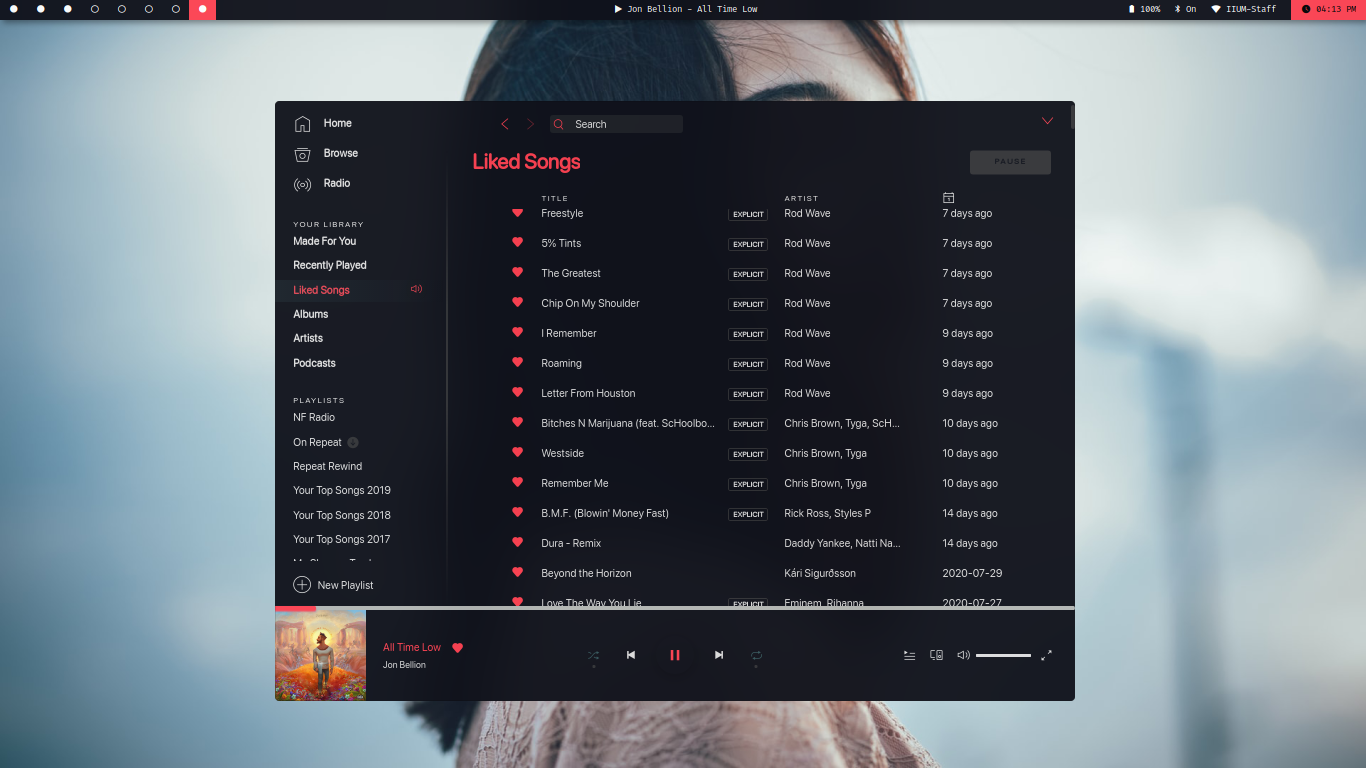 Jon Bellion - All Time Low
100%
On
IIUM-Staff
04:13 PM
Home
Browse
Radio
YOUR LIBRARY
Made For You
Recently Played
Liked Songs
Albums
Artists
Podcasts
PLAYLISTS
NF Radio
On Repeat
Repeat Rewind
Your Top Songs 2019
Your Top Songs 2018
Your Top Songs 2017
New Playlist
Search
Liked Songs
PAUSE
TITLE ARTIST
Freestyle EXPLICIT Rod Wave 7 days ago
5% Tints EXPLICIT Rod Wave 7 days ago
The Greatest EXPLICIT Rod Wave 7 days ago
Chip On My Shoulder EXPLICIT Rod Wave 7 days ago
I Remember EXPLICIT Rod Wave 9 days ago
Roaming EXPLICIT Rod Wave 9 days ago
Letter From Houston EXPLICIT Rod Wave 9 days ago
Bitches N Marijuana (feat. ScHoolbo... EXPLICIT Chris Brown, Tyga, ScH... 10 days ago
Westside EXPLICIT Chris Brown, Tyga 10 days ago
Remember Me EXPLICIT Chris Brown, Tyga 10 days ago
B.M.F. (Blowin' Money Fast) EXPLICIT Rick Ross, Styles P 14 days ago
Dura - Remix Daddy Yankee, Natti Na... 14 days ago
Beyond the Horizon Kári Sigurðsson 2020-07-29
Love The Way You Lie EXPLICIT Eminem, Rihanna 2020-07-27
All Time Low
Jon Bellion